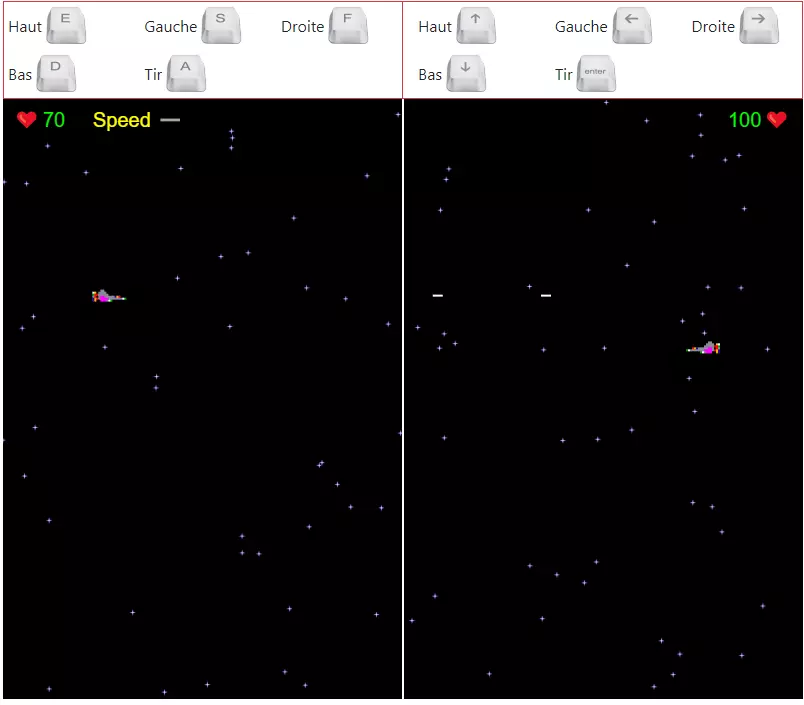 Haut E Gauche S Droite F
Bas D Tir A
Haut ↑ Gauche ← Droite →
Bas ↓ Tir enter
70 Speed
100